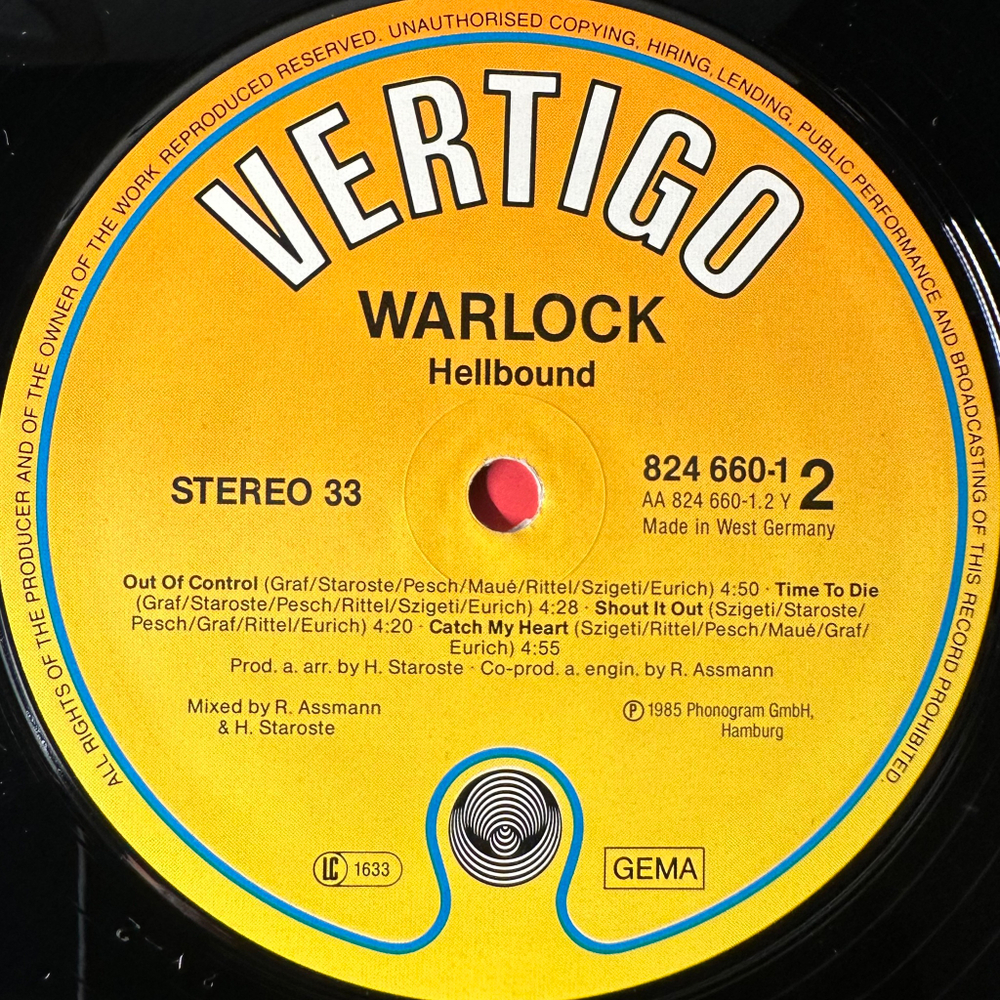 ALL RIGHTS OF THE PRODUCER AND OF THE OWNER OF THE WORK REPRODUCED RESERVED. UNAUTHORISED COPYING, HIRING, LENDING, PUBLIC PERFORMANCE AND BROADCASTING OF THIS RECORD PROHIBITED.
VERTIGO
WARLOCK
Hellbound
STEREO 33
824 660-1 2
AA 824 660-1.2 Y
Made in West Germany
Out Of Control (Graf/Staroste/Pesch/Maué/Rittel/Szigeti/Eurich) 4:50 · Time To Die
(Graf/Staroste/Pesch/Rittel/Szigeti/Eurich) 4:28 · Shout It Out (Szigeti/Staroste/
Pesch/Graf/Rittel/Eurich) 4:20 · Catch My Heart (Szigeti/Rittel/Pesch/Maué/Graf/
Eurich) 4:55
Prod. a. arr. by H. Staroste · Co-prod. a. engin. by R. Assmann
Mixed by R. Assmann
& H. Staroste
Ⓟ 1985 Phonogram GmbH,
Hamburg
LC 1633
GEMA